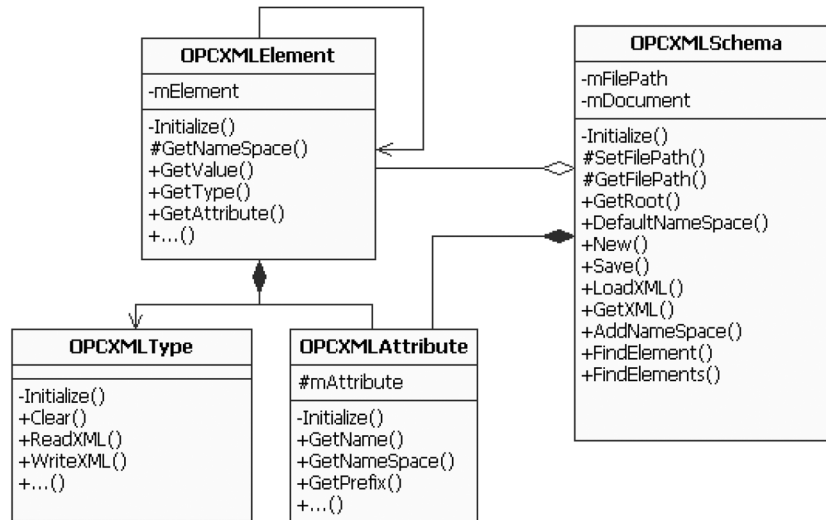 OPCXMLElement
-mElement
-Initialize()
#GetNameSpace()
+GetValue()
+GetType()
+GetAttribute()
+...()
OPCXMLSchema
-mFilePath
-mDocument
-Initialize()
#SetFilePath()
#GetFilePath()
+GetRoot()
+DefaultNameSpace()
+New()
+Save()
+LoadXML()
+GetXML()
+AddNameSpace()
+FindElement()
+FindElements()
OPCXMLType
-Initialize()
+Clear()
+ReadXML()
+WriteXML()
+...()
OPCXMLAttribute
#mAttribute
-Initialize()
+GetName()
+GetNameSpace()
+GetPrefix()
+...()